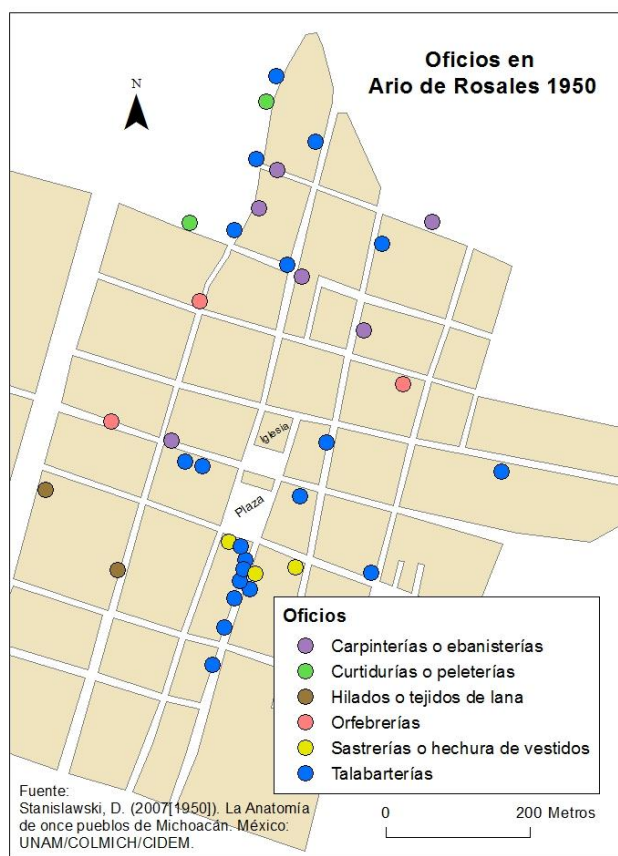 Oficios en
Ario de Rosales 1950
N
Iglesia
Plaza
Oficios
Carpinterías o ebanisterías
Curtidurías o peleterías
Hilados o tejidos de lana
Orfebrerías
Sastrerías o hechura de vestidos
Talabarterías
Fuente:
Stanislawski, D. (2007[1950]). La Anatomía
de once pueblos de Michoacán. México:
UNAM/COLMICH/CIDEM.
0 200 Metros